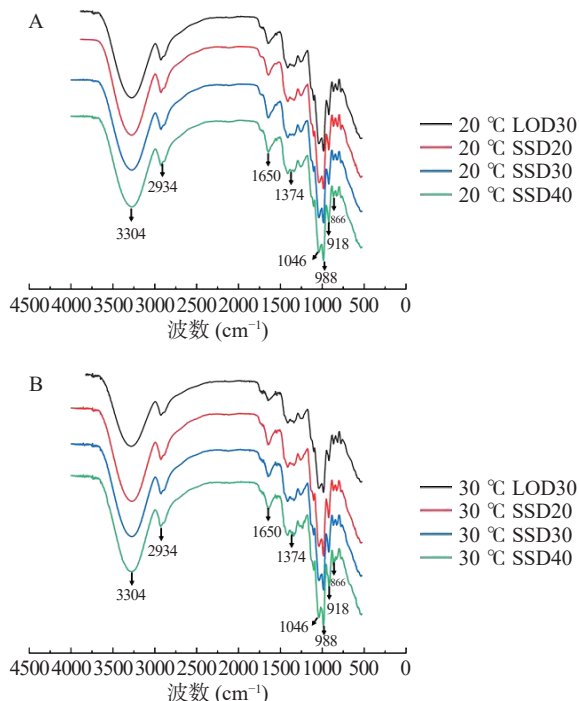 A
20 ℃ LOD30
20 ℃ SSD20
20 ℃ SSD30
20 ℃ SSD40
2934
1650
1374
866
3304
918
1046
988
4500 4000 3500 3000 2500 2000 1500 1000 500 0
波数 (cm⁻¹)
B
30 ℃ LOD30
30 ℃ SSD20
30 ℃ SSD30
30 ℃ SSD40
2934
1650
1374
866
3304
918
1046
988
4500 4000 3500 3000 2500 2000 1500 1000 500 0
波数 (cm⁻¹)